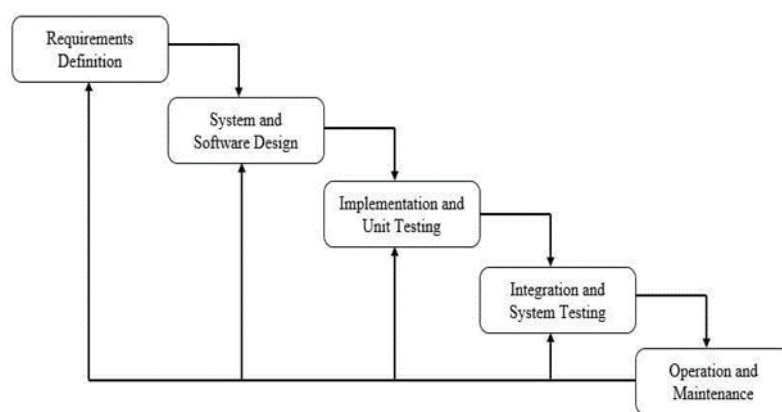 Requirements
Definition
System and
Software Design
Implementation and
Unit Testing
Integration and
System Testing
Operation and
Maintenance